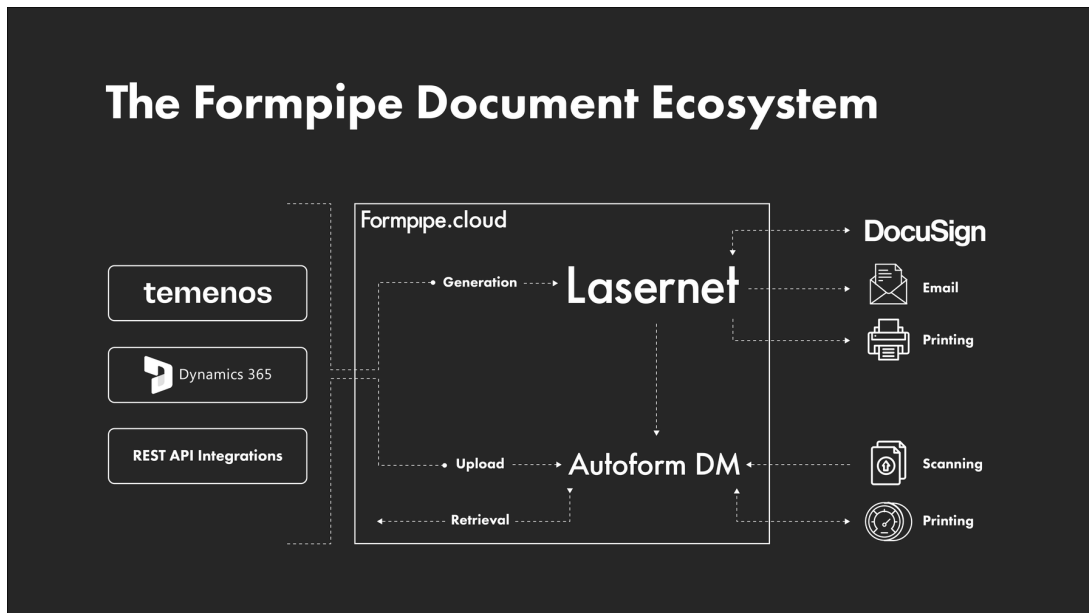 The Formpipe Document Ecosystem
Formpipe.cloud
temenos
Dynamics 365
REST API Integrations
Generation
Lasernet
Upload
Autoform DM
Retrieval
DocuSign
Email
Printing
Scanning
Printing